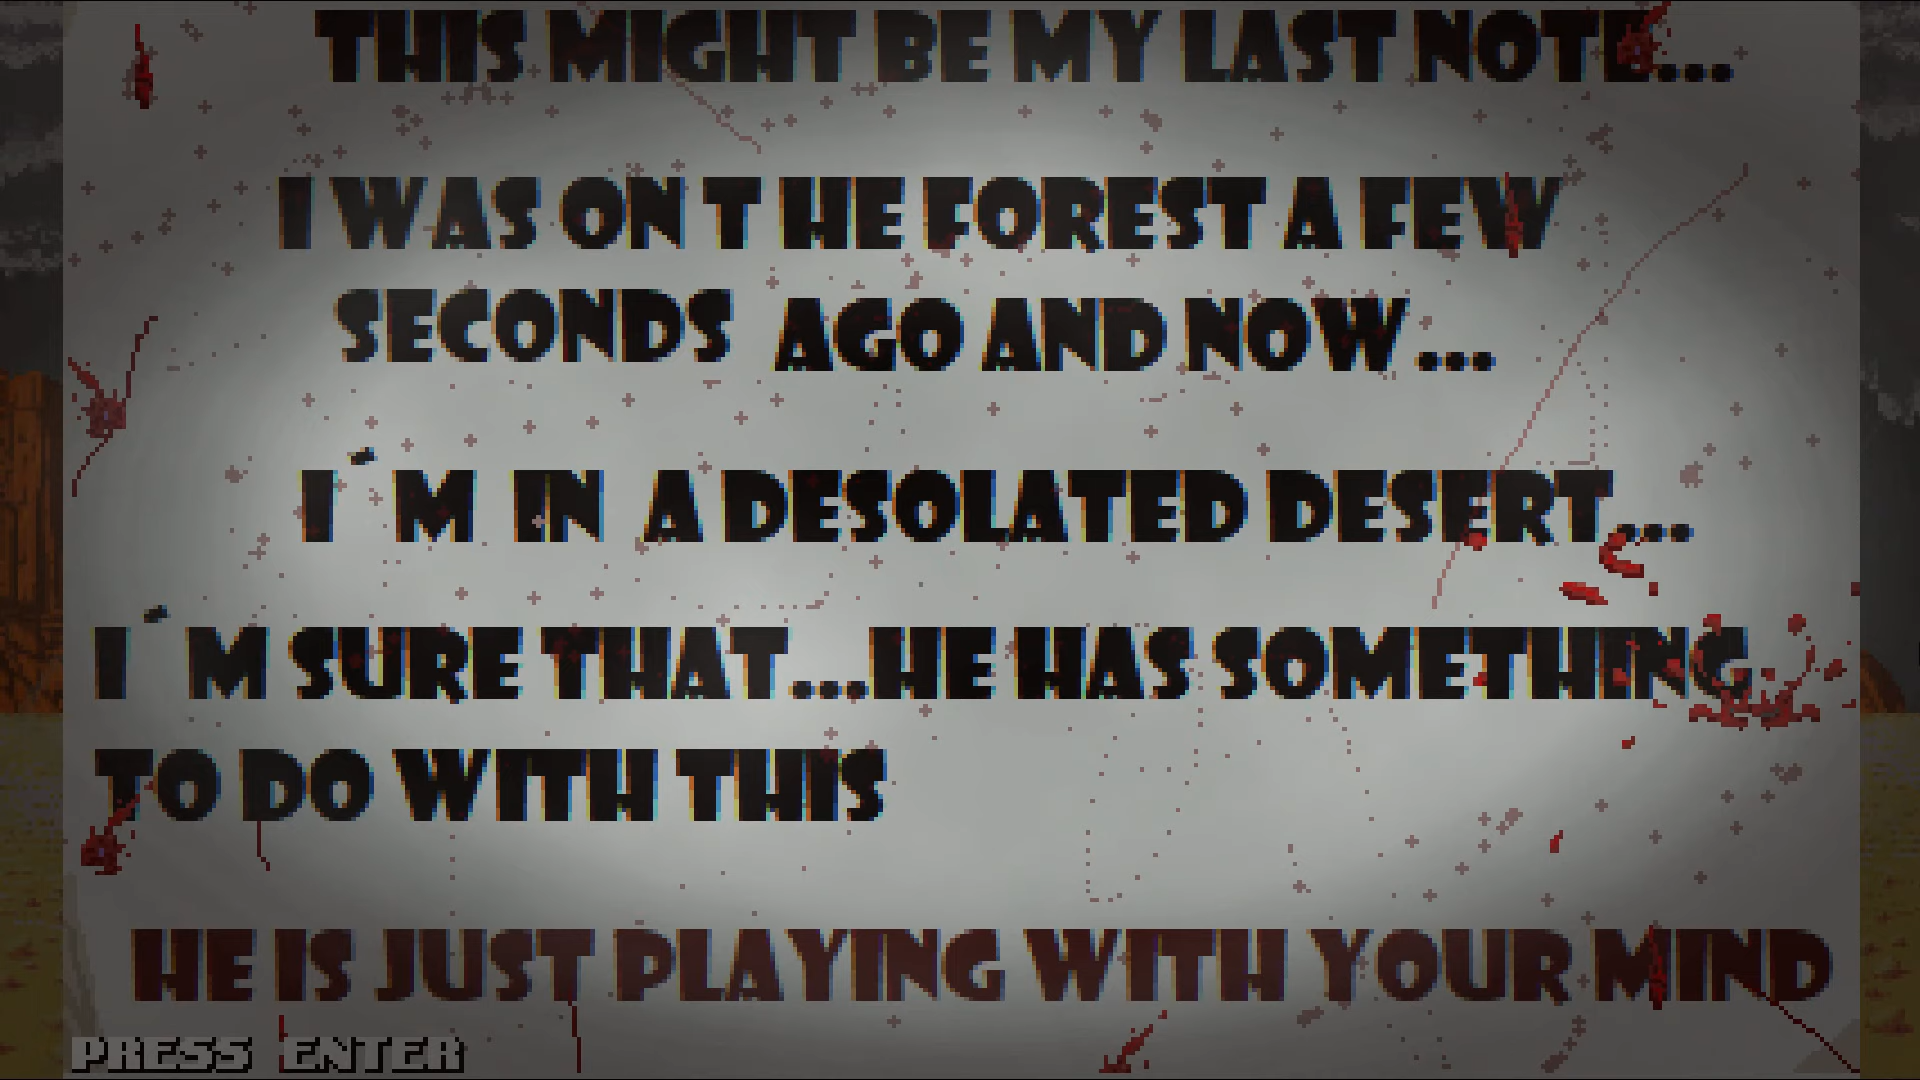 THIS MIGHT BE MY LAST NOTE...
I WAS ON T HE FOREST A FEW
SECONDS AGO AND NOW...
I´M IN A DESOLATED DESERT...
I´M SURE THAT...HE HAS SOMETHING
TO DO WITH THIS
HE IS JUST PLAYING WITH YOUR MIND
PRESS ENTER